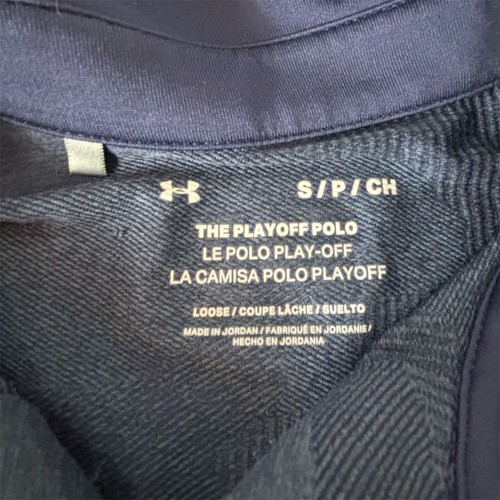 S / P / CH
THE PLAYOFF POLO
LE POLO PLAY-OFF
LA CAMISA POLO PLAYOFF
LOOSE / COUPE LÂCHE / SUELTO
MADE IN JORDAN / FABRIQUÉ EN JORDANIE /
HECHO EN JORDANIA